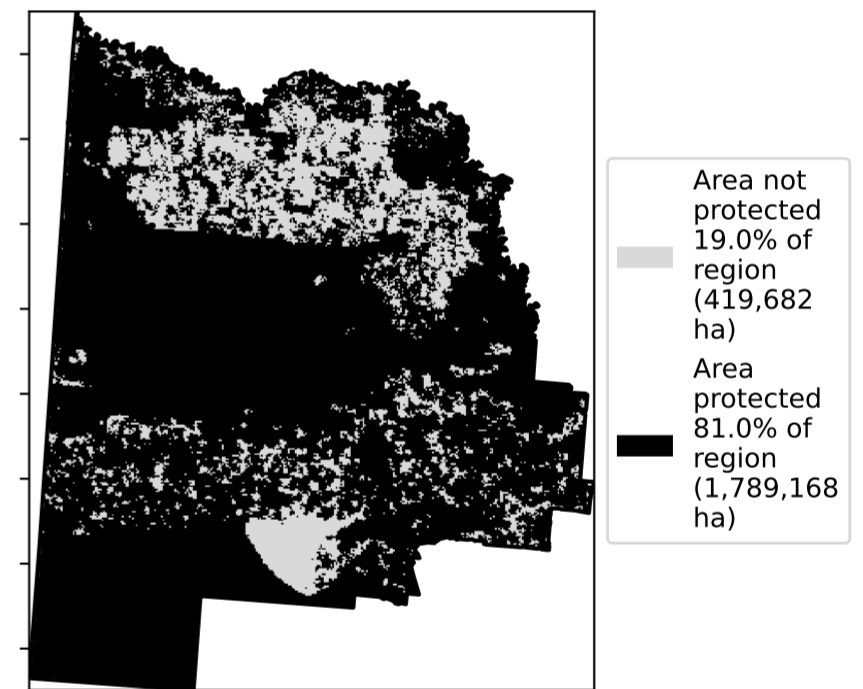 Area not
protected
19.0% of
region
(419,682
ha)
Area
protected
81.0% of
region
(1,789,168
ha)